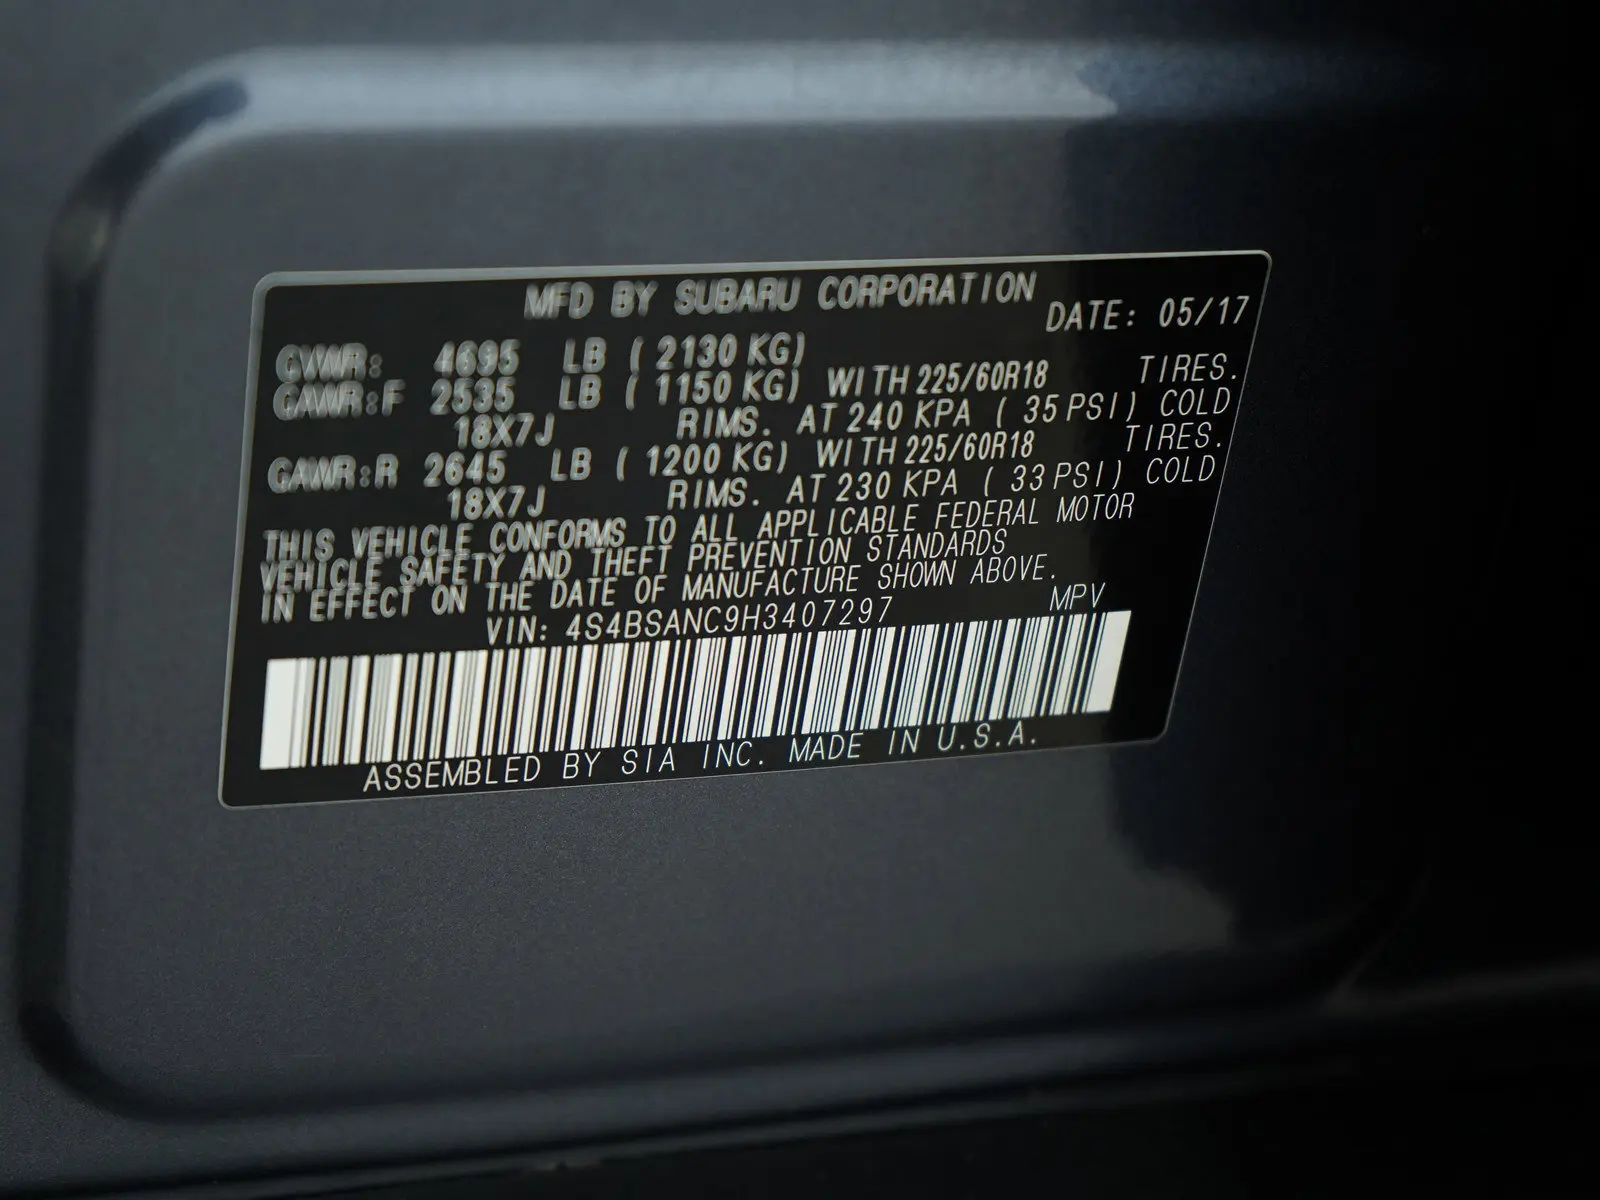 MFD BY SUBARU CORPORATION
DATE: 05/17
GVWR: 4695 LB ( 2130 KG)
GAWR:F 2535 LB ( 1150 KG) WITH 225/60R18 TIRES.
18X7J RIMS. AT 240 KPA ( 35 PSI) COLD
GAWR:R 2645 LB ( 1200 KG) WITH 225/60R18 TIRES.
18X7J RIMS. AT 230 KPA ( 33 PSI) COLD
THIS VEHICLE CONFORMS TO ALL APPLICABLE FEDERAL MOTOR
VEHICLE SAFETY AND THEFT PREVENTION STANDARDS
IN EFFECT ON THE DATE OF MANUFACTURE SHOWN ABOVE.
VIN: 4S4BSANC9H3407297 MPV
ASSEMBLED BY SIA INC. MADE IN U.S.A.